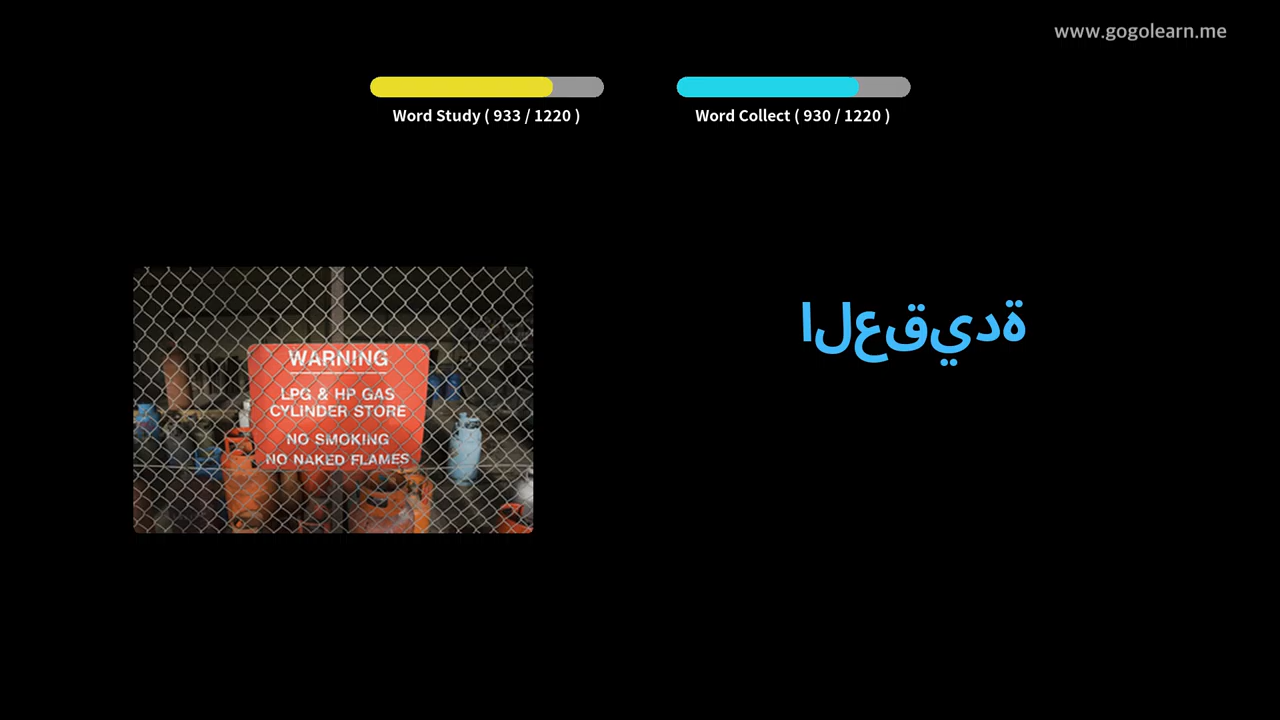 www.gogolearn.me
Word Study ( 933 / 1220 )
Word Collect ( 930 / 1220 )
ةديقعلا
WARNING
LPG & HP GAS
CYLINDER STORE
NO SMOKING
NO NAKED FLAMES